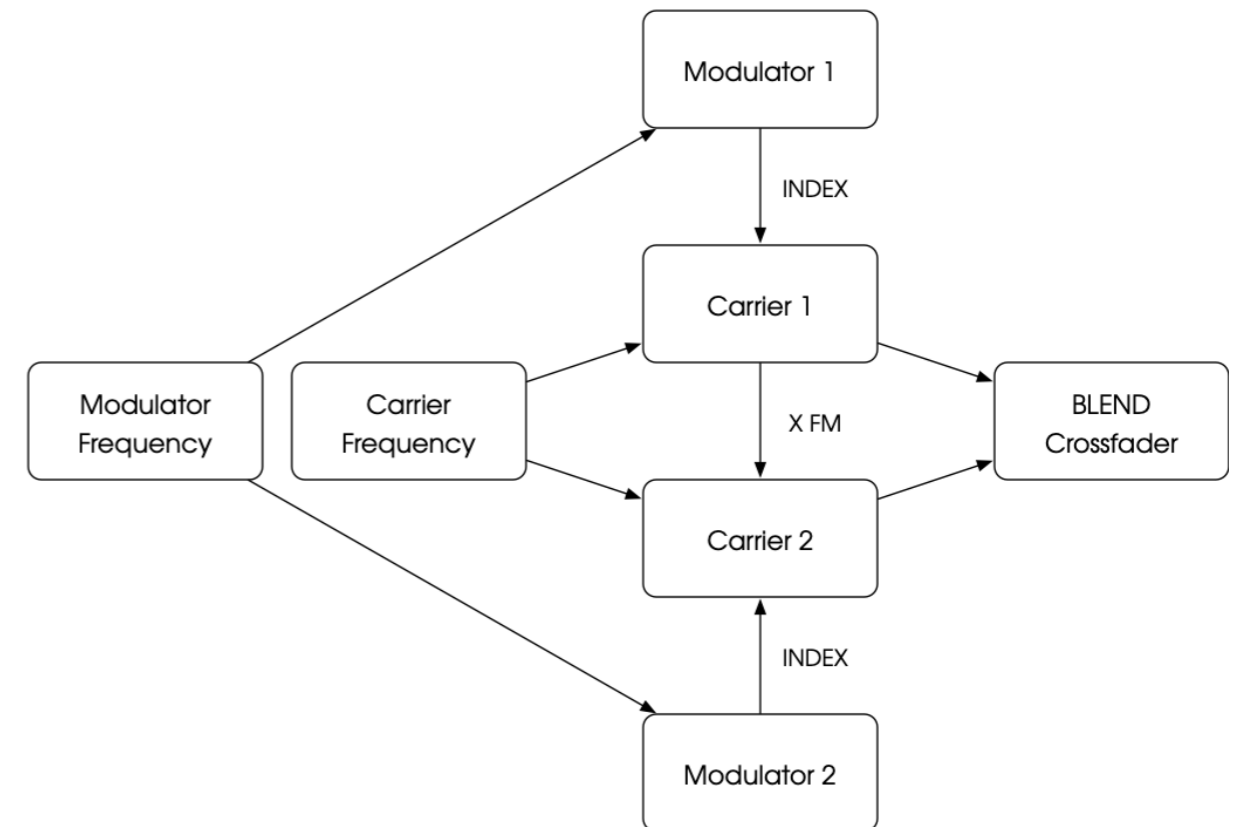 Modulator 1
INDEX
Carrier 1
Modulator
Frequency
Carrier
Frequency
X FM
BLEND
Crossfader
Carrier 2
INDEX
Modulator 2